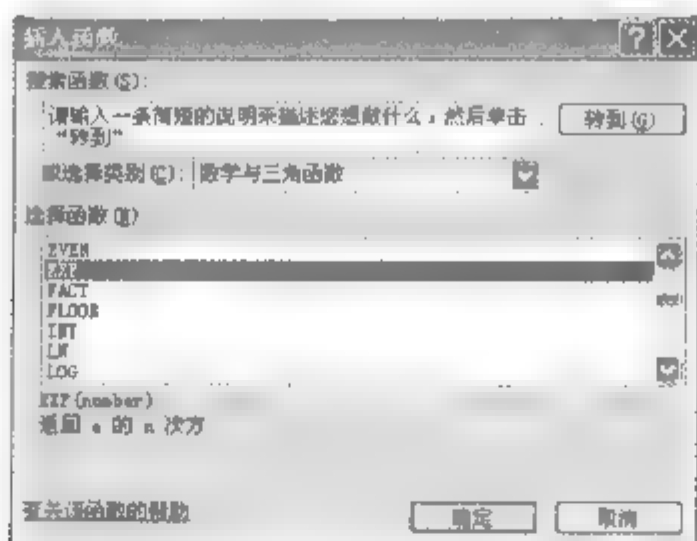 插入函数
搜索函数(S):
请输入一条简短的说明来描述您想做什么，然后单击
“转到”
转到(G)
或选择类别(C): 数学与三角函数
选择函数(N)
EVEN
EXP
FACT
FLOOR
INT
LN
LOG
EXP(number)
返回 e 的 n 次方
有关该函数的帮助
确定
取消